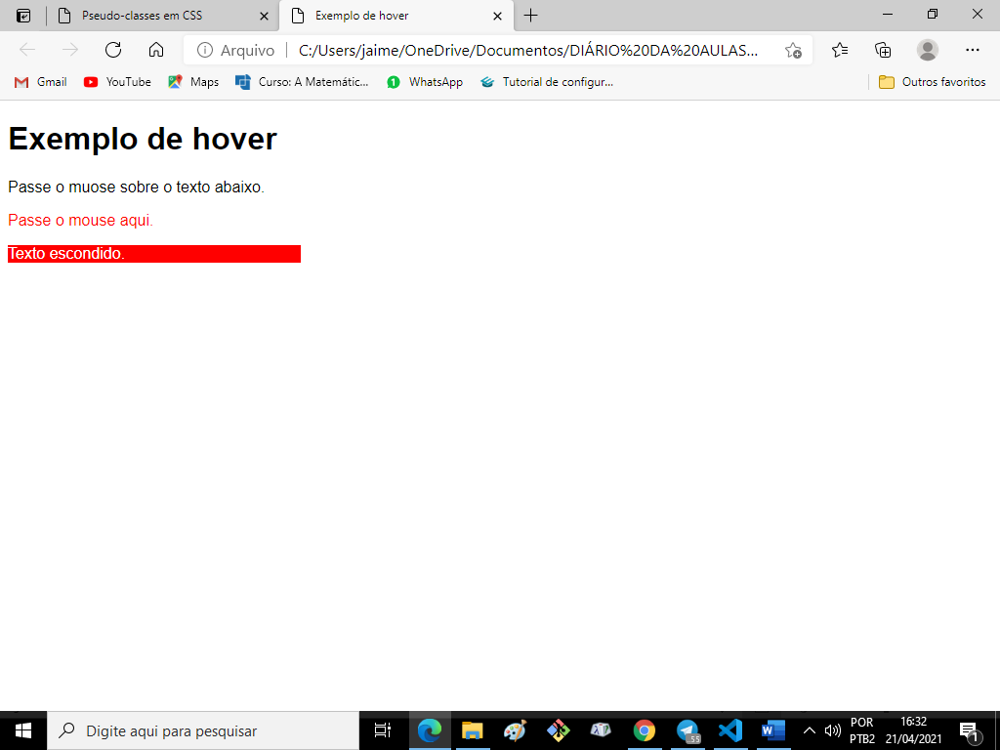 Pseudo-classes em CSS
Exemplo de hover
Arquivo
C:/Users/jaime/OneDrive/Documentos/DIÁRIO%20DA%20AULAS...
Gmail
YouTube
Maps
Curso: A Matemátic...
1
WhatsApp
Tutorial de configur...
Outros favoritos
Exemplo de hover
Passe o muose sobre o texto abaixo.
Passe o mouse aqui.
Texto escondido.
Digite aqui para pesquisar
55
W
POR
PTB2
16:32
21/04/2021
1